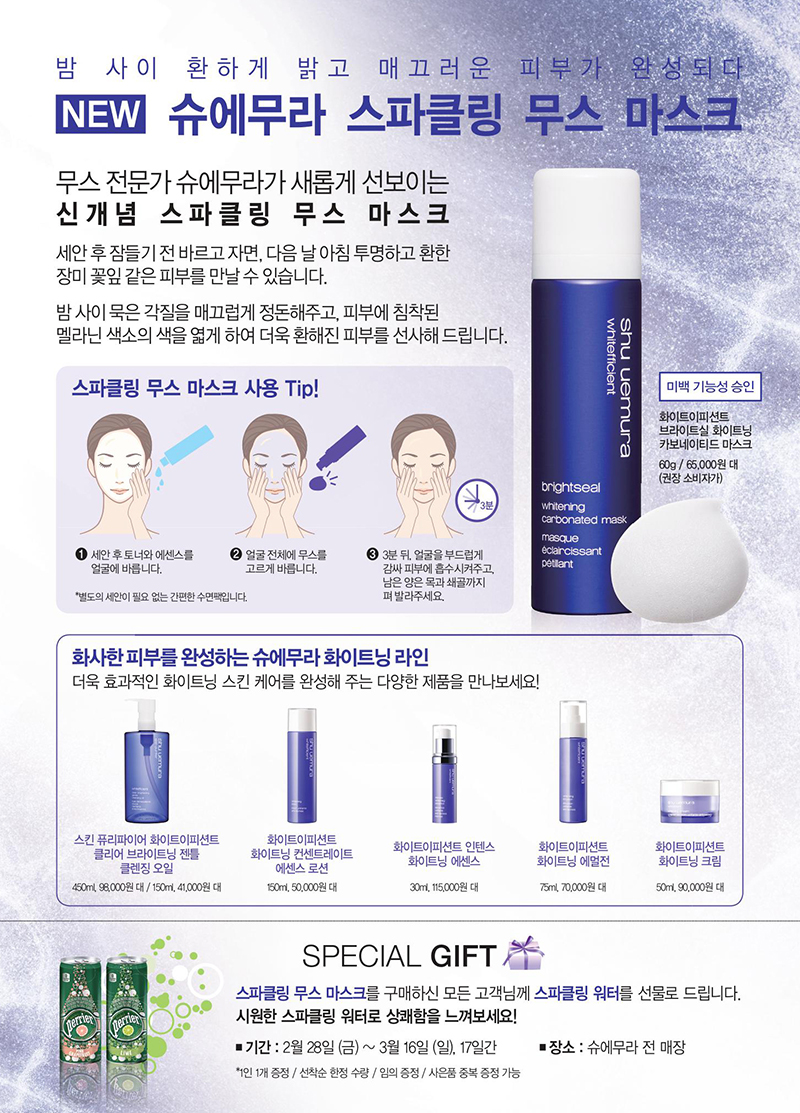 밤 사이 환하게 밝고 매끄러운 피부가 완성되다
NEW 슈에무라 스파클링 무스 마스크
무스 전문가 슈에무라가 새롭게 선보이는
신개념 스파클링 무스 마스크
세안 후 잠들기 전 바르고 자면, 다음 날 아침 투명하고 환한
장미 꽃잎 같은 피부를 만날 수 있습니다.
밤 사이 묵은 각질을 매끄럽게 정돈해주고, 피부에 침착된
멜라닌 색소의 색을 엷게 하여 더욱 환해진 피부를 선사해 드립니다.
스파클링 무스 마스크 사용 Tip!
3분
1 세안 후 토너와 에센스를
얼굴에 바릅니다.
2 얼굴 전체에 무스를
고르게 바릅니다.
3 3분 뒤, 얼굴을 부드럽게
감싸 피부에 흡수시켜주고,
남은 양은 목과 쇄골까지
펴 발라주세요.
*별도의 세안이 필요 없는 간편한 수면팩입니다.
shu uemura
whitefficient
brightseal
whitening
carbonated mask
masque
éclaircissant
pétillant
미백 기능성 승인
화이트이피션트
브라이트실 화이트닝
카보네이티드 마스크
60g / 65,000원 대
(권장 소비자가)
화사한 피부를 완성하는 슈에무라 화이트닝 라인
더욱 효과적인 화이트닝 스킨 케어를 완성해 주는 다양한 제품을 만나보세요!
shu uemura
shu uemura
shu uemura
shu uemura
스킨 퓨리파이어 화이트이피션트
클리어 브라이트닝 젠틀
클렌징 오일
450ml, 98,000원 대 / 150ml, 41,000원 대
화이트이피션트
화이트닝 컨센트레이트
에센스 로션
150ml, 50,000원 대
화이트이피션트 인텐스
화이트닝 에센스
30ml, 115,000원 대
화이트이피션트
화이트닝 에멀전
75ml, 70,000원 대
화이트이피션트
화이트닝 크림
50ml, 90,000원 대
SPECIAL GIFT
perrier
perrier
LIME
스파클링 무스 마스크를 구매하신 모든 고객님께 스파클링 워터를 선물로 드립니다.
시원한 스파클링 워터로 상쾌함을 느껴보세요!
■ 기간 : 2월 28일 (금) ~ 3월 16일 (일), 17일간 ■ 장소 : 슈에무라 전 매장
*1인 1개 증정 / 선착순 한정 수량 / 임의 증정 / 사은품 중복 증정 가능